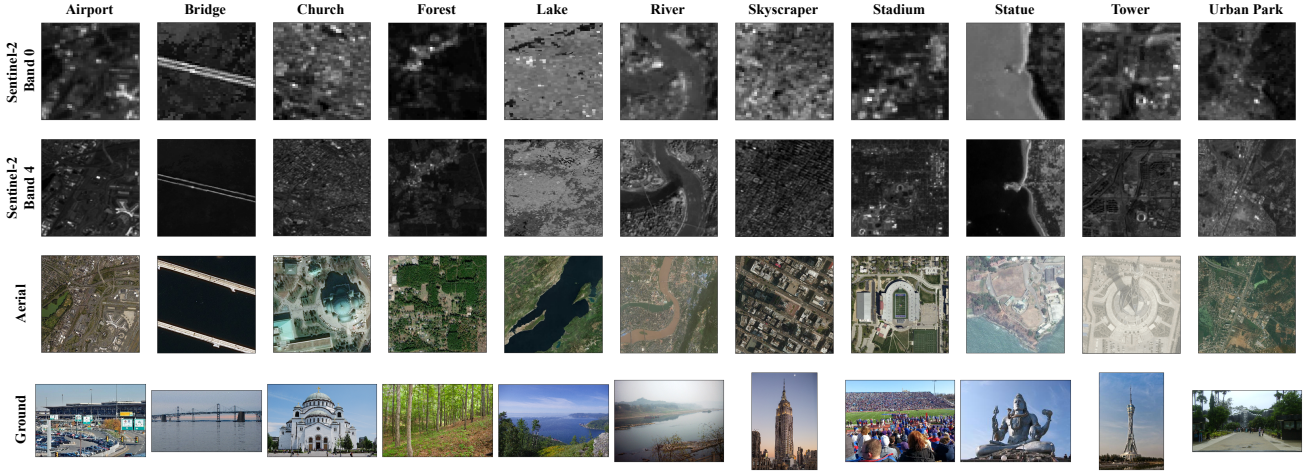 Airport Bridge Church Forest Lake River Skyscraper Stadium Statue Tower Urban Park
Sentinel-2
Band 0
Sentinel-2
Band 4
Aerial
Ground